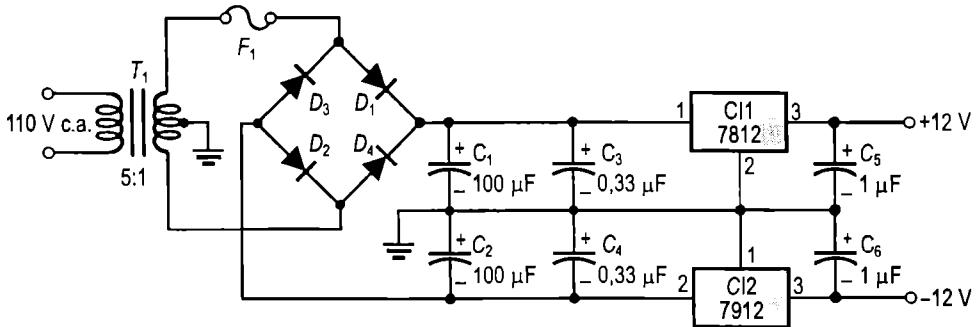 F1
T1
110 V c.a.
5:1
D3
D1
D2
D4
1
CI1
7812
3
2
+12 V
+
C1
–
100 µF
+
C3
–
0,33 µF
+
C5
–
1 µF
+
C2
–
100 µF
+
C4
–
0,33 µF
+
C6
–
1 µF
1
2
CI2
7912
3
–12 V